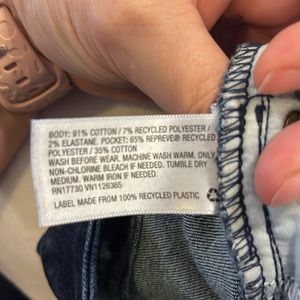 BODY: 91% COTTON / 7% RECYCLED POLYESTER /
2% ELASTANE. POCKET: 65% REPREVE® RECYCLED
POLYESTER / 35% COTTON
WASH BEFORE WEAR. MACHINE WASH WARM. ONLY
NON-CHLORINE BLEACH IF NEEDED. TUMBLE DRY
MEDIUM. WARM IRON IF NEEDED.
RN17730 VN1126365
LABEL MADE FROM 100% RECYCLED PLASTIC